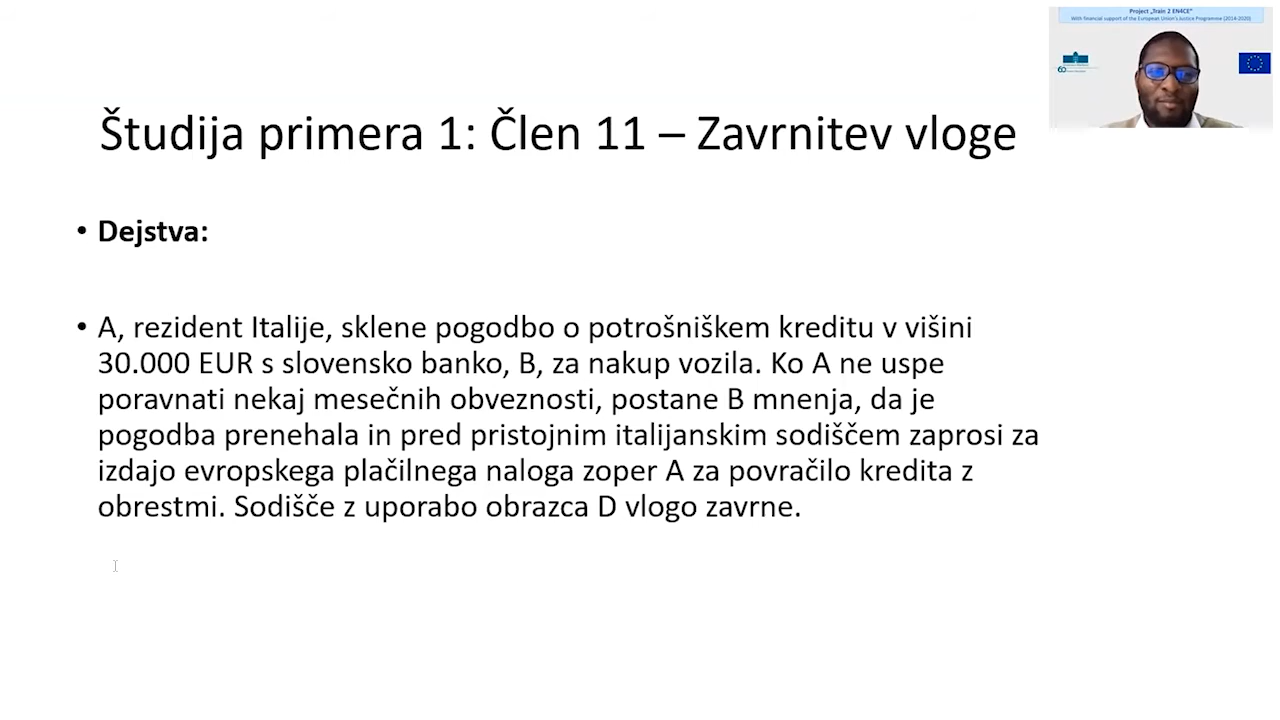 Project „Train 2 EN4CE"
With financial support of the European Union's Justice Programme (2014-2020)
60
Študija primera 1: Člen 11 – Zavrnitev vloge
• Dejstva:
• A, rezident Italije, sklene pogodbo o potrošniškem kreditu v višini
30.000 EUR s slovensko banko, B, za nakup vozila. Ko A ne uspe
poravnati nekaj mesečnih obveznosti, postane B mnenja, da je
pogodba prenehala in pred pristojnim italijanskim sodiščem zaprosi za
izdajo evropskega plačilnega naloga zoper A za povračilo kredita z
obrestmi. Sodišče z uporabo obrazca D vlogo zavrne.